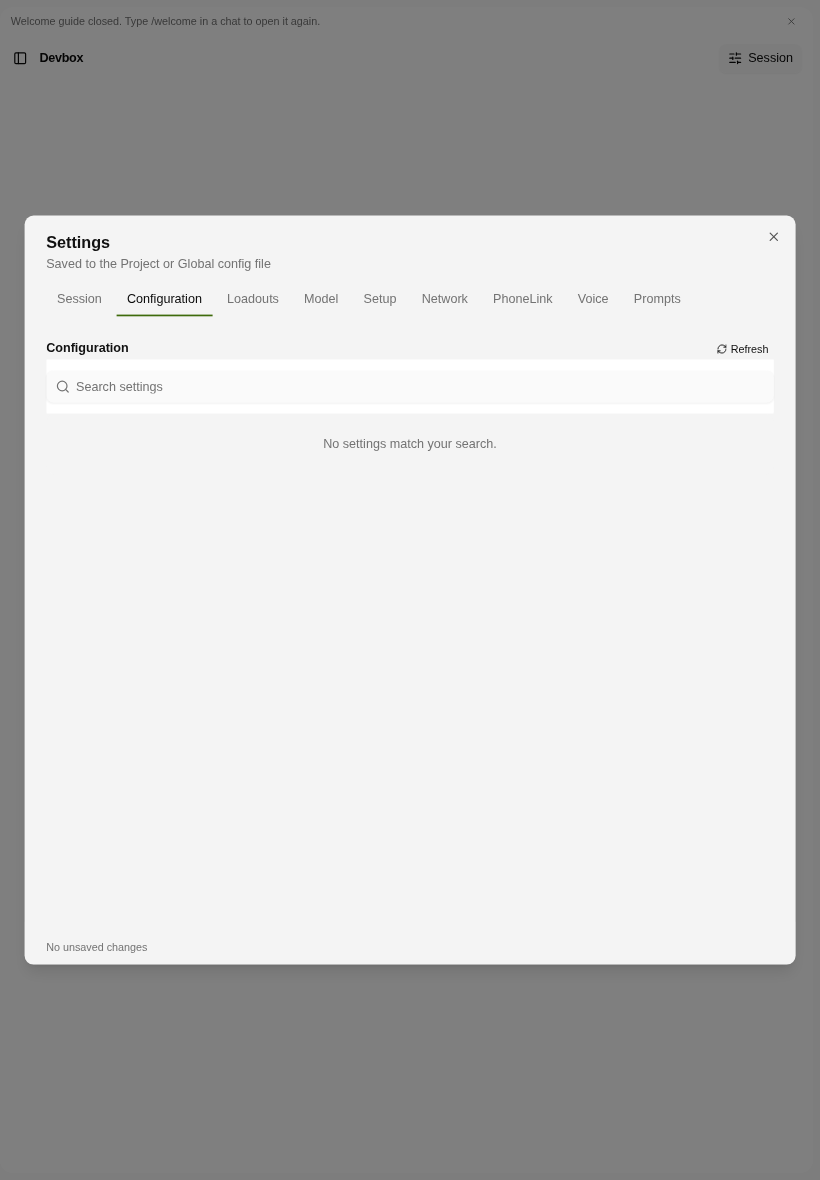 Welcome guide closed. Type /welcome in a chat to open it again.
Devbox
Session
Settings
Saved to the Project or Global config file
Session Configuration Loadouts Model Setup Network PhoneLink Voice Prompts
Configuration
Refresh
Search settings
No settings match your search.
No unsaved changes